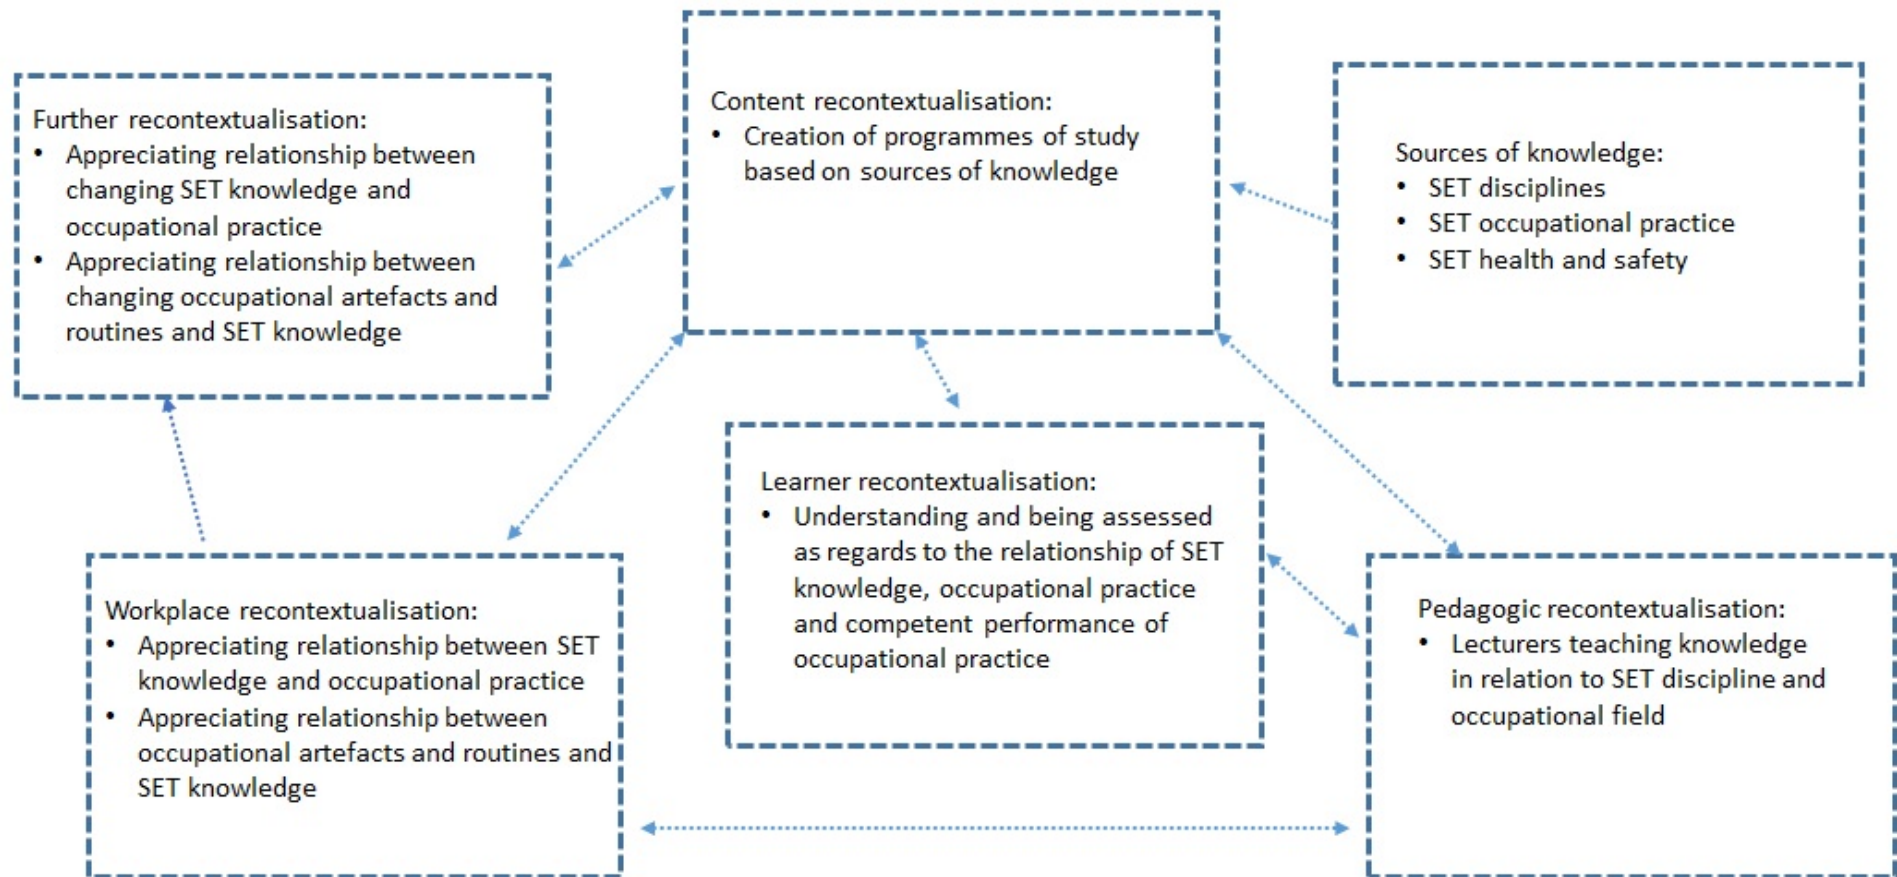 Further recontextualisation:
• Appreciating relationship between
changing SET knowledge and
occupational practice
• Appreciating relationship between
changing occupational artefacts and
routines and SET knowledge
Content recontextualisation:
• Creation of programmes of study
based on sources of knowledge
Sources of knowledge:
• SET disciplines
• SET occupational practice
• SET health and safety
Workplace recontextualisation:
• Appreciating relationship between SET
knowledge and occupational practice
• Appreciating relationship between
occupational artefacts and routines and
SET knowledge
Learner recontextualisation:
• Understanding and being assessed
as regards to the relationship of SET
knowledge, occupational practice
and competent performance of
occupational practice
Pedagogic recontextualisation:
• Lecturers teaching knowledge
in relation to SET discipline and
occupational field